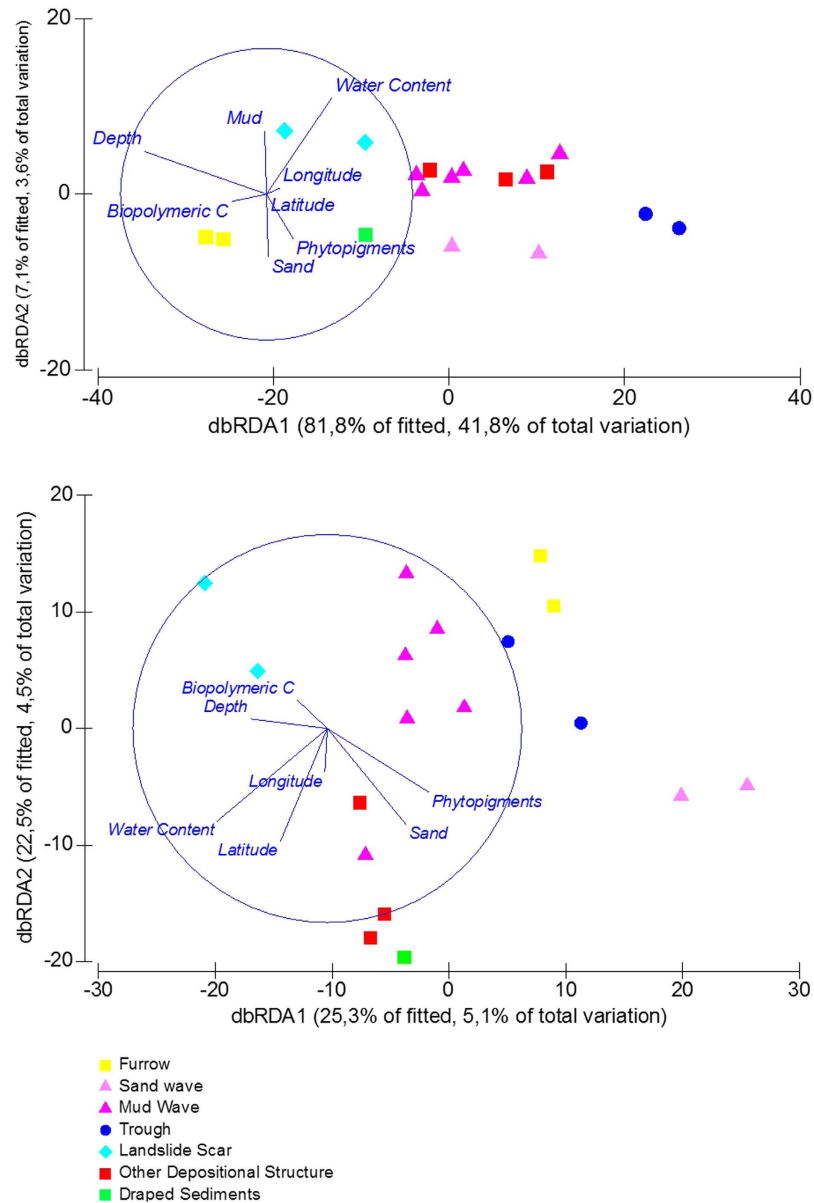 20
0
-20
dbRDA2 (7,1% of fitted, 3,6% of total variation)
Water Content
Mud
Depth
Longitude
Biopolymeric C
Latitude
Phytopigments
Sand
-40
-20
0
20
40
dbRDA1 (81,8% of fitted, 41,8% of total variation)
20
10
0
-10
-20
dbRDA2 (22,5% of fitted, 4,5% of total variation)
Biopolymeric C
Depth
Longitude
Phytopigments
Water Content
Sand
Latitude
-30
-20
-10
0
10
20
30
dbRDA1 (25,3% of fitted, 5,1% of total variation)
Furrow
Sand wave
Mud Wave
Trough
Landslide Scar
Other Depositional Structure
Draped Sediments